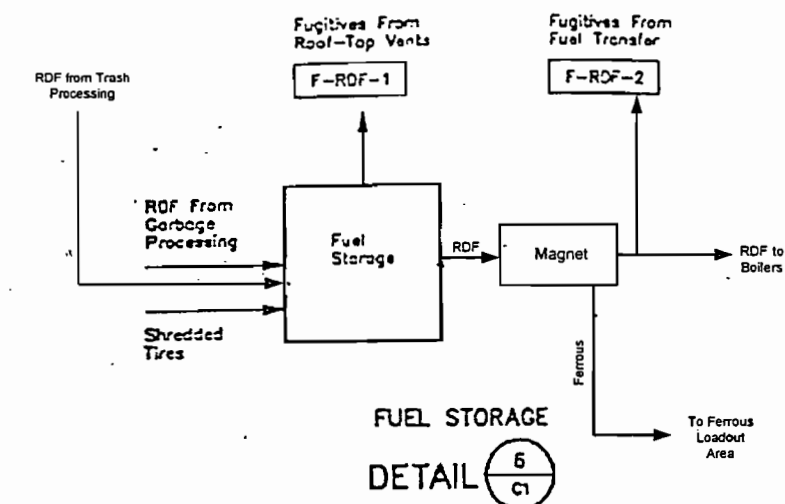 Fugitives From
Roof-Top Vents
F-RDF-1
Fugitives From
Fuel Transfer
F-RDF-2
RDF from Trash
Processing
RDF From
Garbage
Processing
Shredded
Tires
Fuel
Storage
RDF
Magnet
RDF to
Boilers
Ferrous
To Ferrous
Loadout
Area
FUEL STORAGE
DETAIL
6
C1